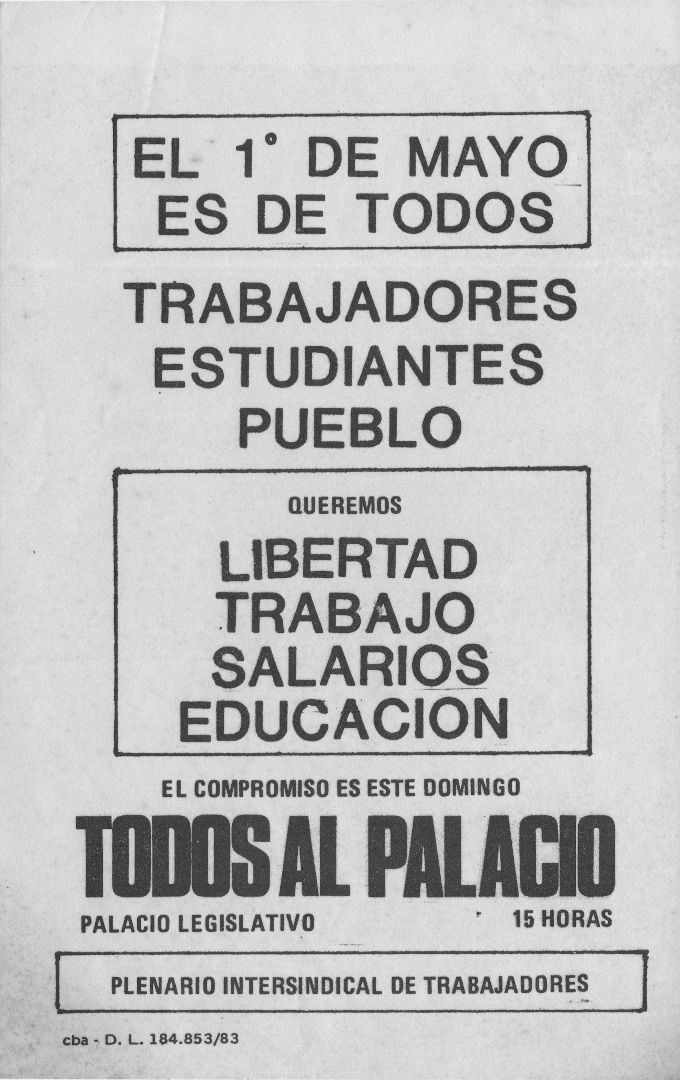 EL 1° DE MAYO
ES DE TODOS
TRABAJADORES
ESTUDIANTES
PUEBLO
QUEREMOS
LIBERTAD
TRABAJO
SALARIOS
EDUCACION
EL COMPROMISO ES ESTE DOMINGO
TODOS AL PALACIO
PALACIO LEGISLATIVO 15 HORAS
PLENARIO INTERSINDICAL DE TRABAJADORES
cba - D. L. 184.853/83